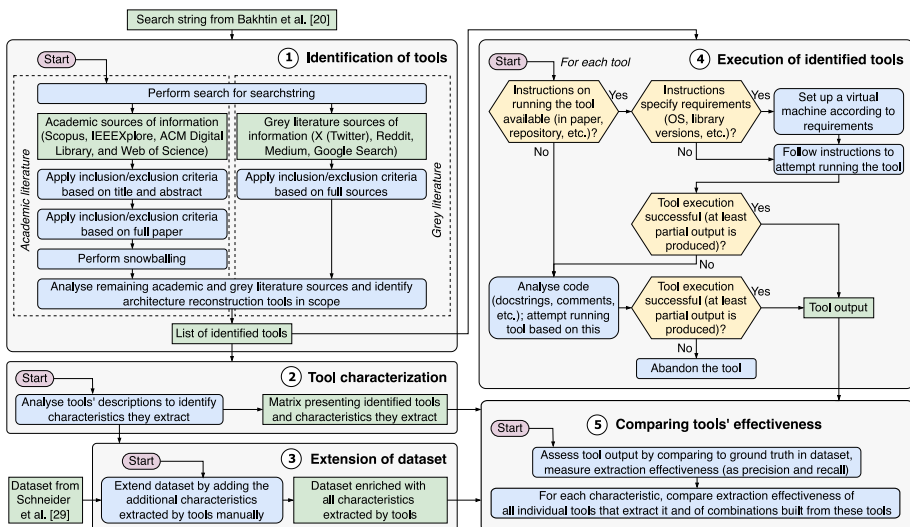 Search string from Bakhtin et al. [20]
1 Identification of tools
Start
Perform search for searchstring
Academic literature
Academic sources of
information
(Scopus, IEEEXplore, ACM Digital
Library, and Web of Science)
Apply inclusion/exclusion criteria
based on title and abstract
Apply inclusion/exclusion criteria
based on full paper
Perform snowballing
Grey literature sources of
information (X (Twitter), Reddit,
Medium, Google Search)
Apply inclusion/exclusion criteria
based on full sources
Grey literature
Analyse remaining academic and grey literature sources and identify
architecture reconstruction tools in scope
List of identified tools
2 Tool characterization
Start
Analyse tools' descriptions to identify
characteristics they extract
Matrix presenting identified tools
and characteristics they extract
3 Extension of dataset
Dataset from
Schneider
et al. [29]
Start
Extend dataset by adding the
additional characteristics
extracted by tools manually
Dataset enriched with
all characteristics
extracted by tools
4 Execution of identified tools
Start
For each tool
Instructions on
running the tool
available (in paper,
repository, etc.)?
Yes
No
Instructions
specify requirements
(OS, library
versions, etc.)?
Yes
No
Set up a virtual
machine according to
requirements
Follow instructions to
attempt running the tool
Tool execution
successful (at least
partial output is
produced)?
Yes
No
Analyse code
(docstrings, comments,
etc.); attempt running
tool based on this
Tool execution
successful (at least
partial output is
produced)?
Yes
No
Tool output
Abandon the tool
5 Comparing tools' effectiveness
Start
Assess tool output by comparing to ground truth in dataset,
measure extraction effectiveness (as precision and recall)
For each characteristic, compare extraction effectiveness of
all individual tools that extract it and of combinations built from these tools